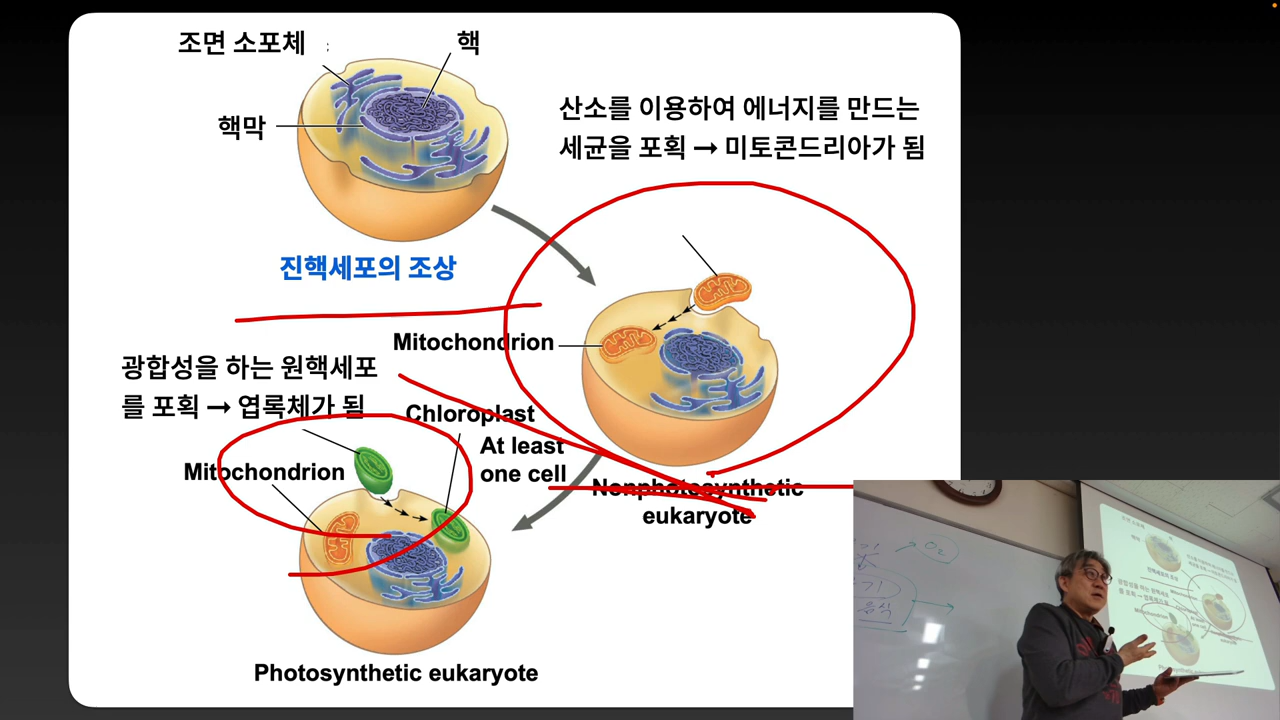 조면 소포체
핵
핵막
산소를 이용하여 에너지를 만드는
세균을 포획 → 미토콘드리아가 됨
진핵세포의 조상
Mitochondrion
광합성을 하는 원핵세포
를 포획 → 엽록체가 됨
Chloroplast
At least
one cell
Mitochondrion
Nonphotosynthetic
eukaryote
Photosynthetic eukaryote
O₂
음식